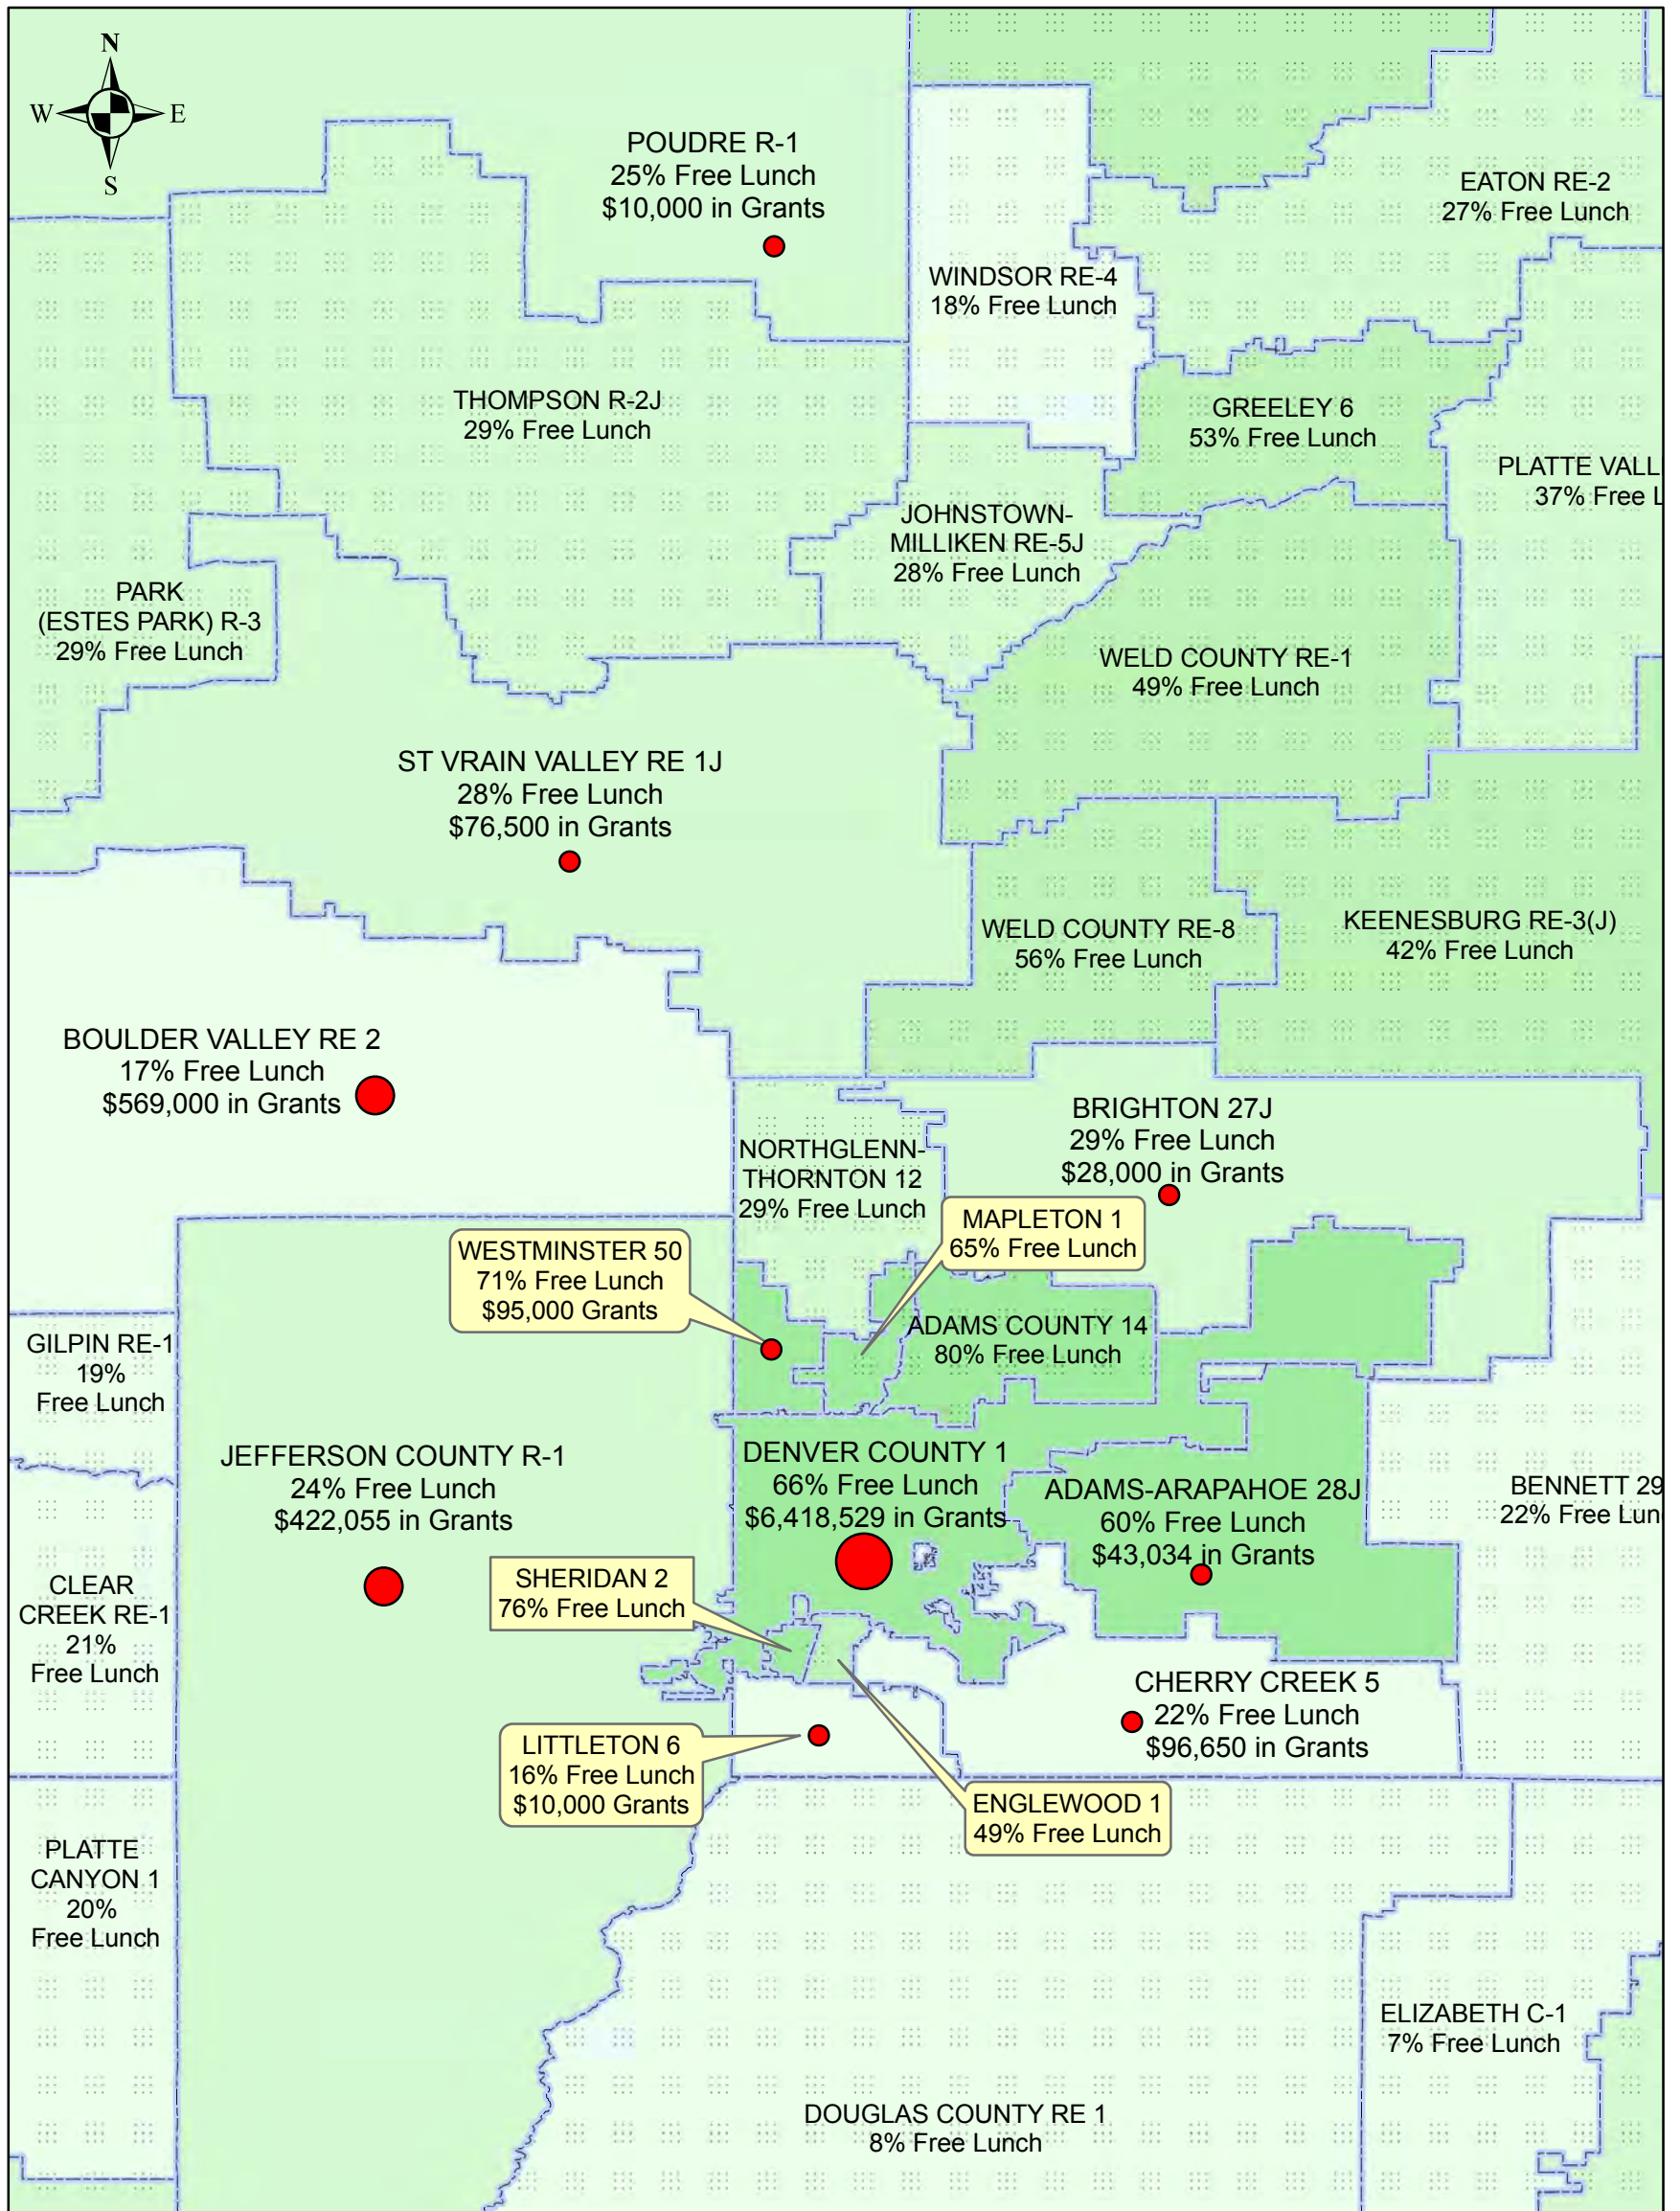 N
W
E
S
POUDRE R-1
25% Free Lunch
$10,000 in Grants
EATON RE-2
27% Free Lunch
WINDSOR RE-4
18% Free Lunch
THOMPSON R-2J
29% Free Lunch
GREELEY 6
53% Free Lunch
PLATTE VALL
37% Free L
JOHNSTOWN-
MILLIKEN RE-5J
28% Free Lunch
PARK
(ESTES PARK) R-3
29% Free Lunch
WELD COUNTY RE-1
49% Free Lunch
ST VRAIN VALLEY RE 1J
28% Free Lunch
$76,500 in Grants
WELD COUNTY RE-8
56% Free Lunch
KEENESBURG RE-3(J)
42% Free Lunch
BOULDER VALLEY RE 2
17% Free Lunch
$569,000 in Grants
BRIGHTON 27J
29% Free Lunch
$28,000 in Grants
NORTHGLENN-
THORNTON 12
29% Free Lunch
MAPLETON 1
65% Free Lunch
WESTMINSTER 50
71% Free Lunch
$95,000 Grants
ADAMS COUNTY 14
80% Free Lunch
GILPIN RE-1
19%
Free Lunch
JEFFERSON COUNTY R-1
24% Free Lunch
$422,055 in Grants
DENVER COUNTY 1
66% Free Lunch
$6,418,529 in Grants
ADAMS-ARAPAHOE 28J
60% Free Lunch
$43,034 in Grants
BENNETT 29
22% Free Lun
SHERIDAN 2
76% Free Lunch
CLEAR
CREEK RE-1
21%
Free Lunch
CHERRY CREEK 5
22% Free Lunch
$96,650 in Grants
LITTLETON 6
16% Free Lunch
$10,000 Grants
ENGLEWOOD 1
49% Free Lunch
PLATTE
CANYON 1
20%
Free Lunch
ELIZABETH C-1
7% Free Lunch
DOUGLAS COUNTY RE 1
8% Free Lunch